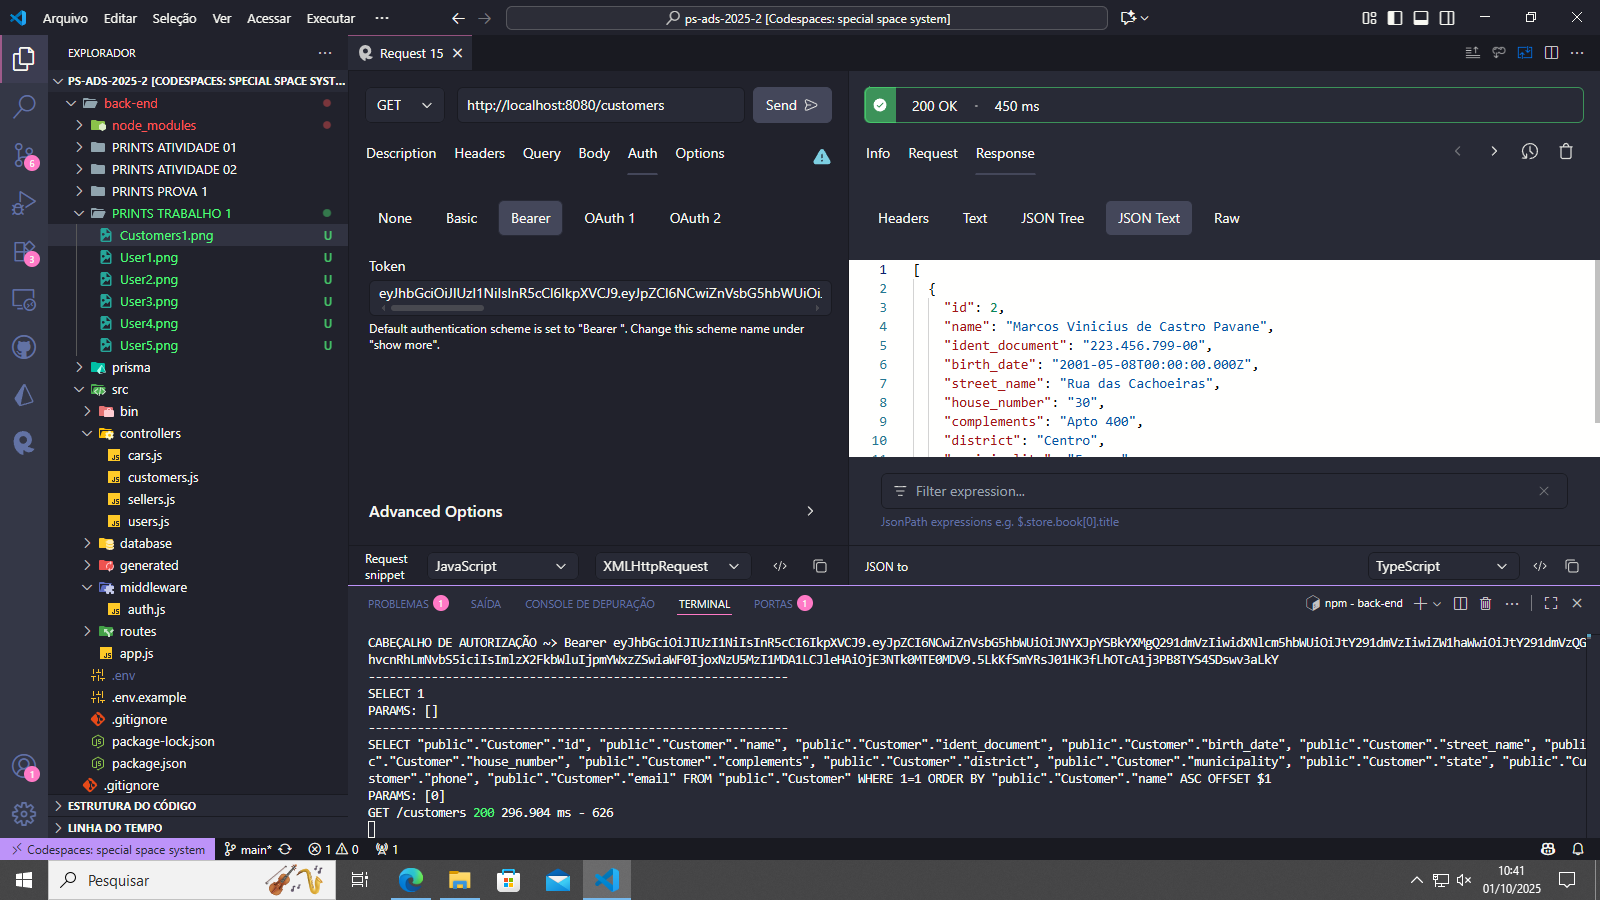 Arquivo Editar Seleção Ver Acessar Executar ···
ps-ads-2025-2 [Codespaces: special space system]
EXPLORADOR ···
PS-ADS-2025-2 [CODESPACES: SPECIAL SPACE SYST...
back-end
node_modules
PRINTS ATIVIDADE 01
PRINTS ATIVIDADE 02
PRINTS PROVA 1
PRINTS TRABALHO 1
Customers1.png U
User1.png U
User2.png U
User3.png U
User4.png U
User5.png U
prisma
src
bin
controllers
JS cars.js
JS customers.js
JS sellers.js
JS users.js
database
generated
middleware
JS auth.js
routes
JS app.js
.env
.env.example
.gitignore
package-lock.json
package.json
.gitignore
ESTRUTURA DO CÓDIGO
LINHA DO TEMPO
6
3
1
Request 15
GET http://localhost:8080/customers Send
Description Headers Query Body Auth Options
None Basic Bearer OAuth 1 OAuth 2
Token
Default authentication scheme is set to "Bearer ". Change this scheme name under
"show more".
Advanced Options
Request
snippet
JavaScript XMLHttpRequest
200 OK - 450 ms
Info Request Response
Headers Text JSON Tree JSON Text Raw
1 [
2 {
3 "id": 2,
4 "name": "Marcos Vinicius de Castro Pavane",
5 "ident_document": "223.456.799-00",
6 "birth_date": "2001-05-08T00:00:00.000Z",
7 "street_name": "Rua das Cachoeiras",
8 "house_number": "30",
9 "complements": "Apto 400",
10 "district": "Centro",
Filter expression...
JsonPath expressions e.g. $.store.book[0].title
JSON to TypeScript
PROBLEMAS 1 SAÍDA CONSOLE DE DEPURAÇÃO TERMINAL PORTAS 1
npm - back-end
CABEÇALHO DE AUTORIZAÇÃO ~> Bearer
------------------------------------------------------------
SELECT 1
PARAMS: []
------------------------------------------------------------
SELECT "public"."Customer"."id", "public"."Customer"."name", "public"."Customer"."ident_document", "public"."Customer"."birth_date", "public"."Customer"."street_name", "publi
c"."Customer"."house_number", "public"."Customer"."complements", "public"."Customer"."district", "public"."Customer"."municipality", "public"."Customer"."state", "public"."Cu
stomer"."phone", "public"."Customer"."email" FROM "public"."Customer" WHERE 1=1 ORDER BY "public"."Customer"."name" ASC OFFSET $1
PARAMS: [0]
GET /customers 200 296.904 ms - 626
Codespaces: special space system main* 1 0 1
Pesquisar
10:41
01/10/2025